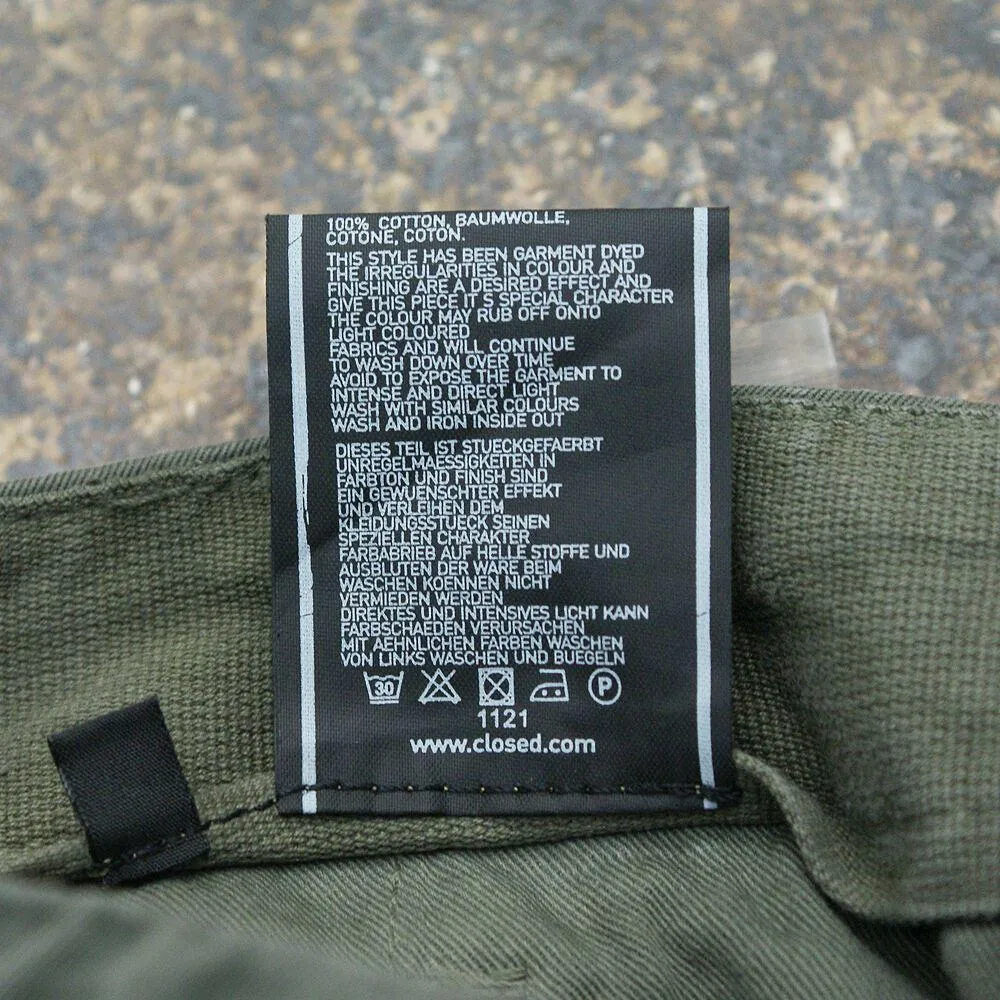 100% COTTON, BAUMWOLLE,
COTONE, COTON.
THIS STYLE HAS BEEN GARMENT DYED
THE IRREGULARITIES IN COLOUR AND
FINISHING ARE A DESIRED EFFECT AND
GIVE THIS PIECE IT S SPECIAL CHARACTER
THE COLOUR MAY RUB OFF ONTO
LIGHT COLOURED
FABRICS AND WILL CONTINUE
TO WASH DOWN OVER TIME
AVOID TO EXPOSE THE GARMENT TO
INTENSE AND DIRECT LIGHT
WASH WITH SIMILAR COLOURS
WASH AND IRON INSIDE OUT
DIESES TEIL IST STUECKGEFAERBT
UNREGELMAESSIGKEITEN IN
FARBTON UND FINISH SIND
EIN GEWUENSCHTER EFFEKT
UND VERLEIHEN DEM
KLEIDUNGSSTUECK SEINEN
SPEZIELLEN CHARAKTER
FARBABRIEB AUF HELLE STOFFE UND
AUSBLUTEN DER WARE BEIM
WASCHEN KOENNEN NICHT
VERMIEDEN WERDEN
DIREKTES UND INTENSIVES LICHT KANN
FARBSCHAEDEN VERURSACHEN
MIT AEHNLICHEN FARBEN WASCHEN
VON LINKS WASCHEN UND BUEGELN
30 P
1121
www.closed.com